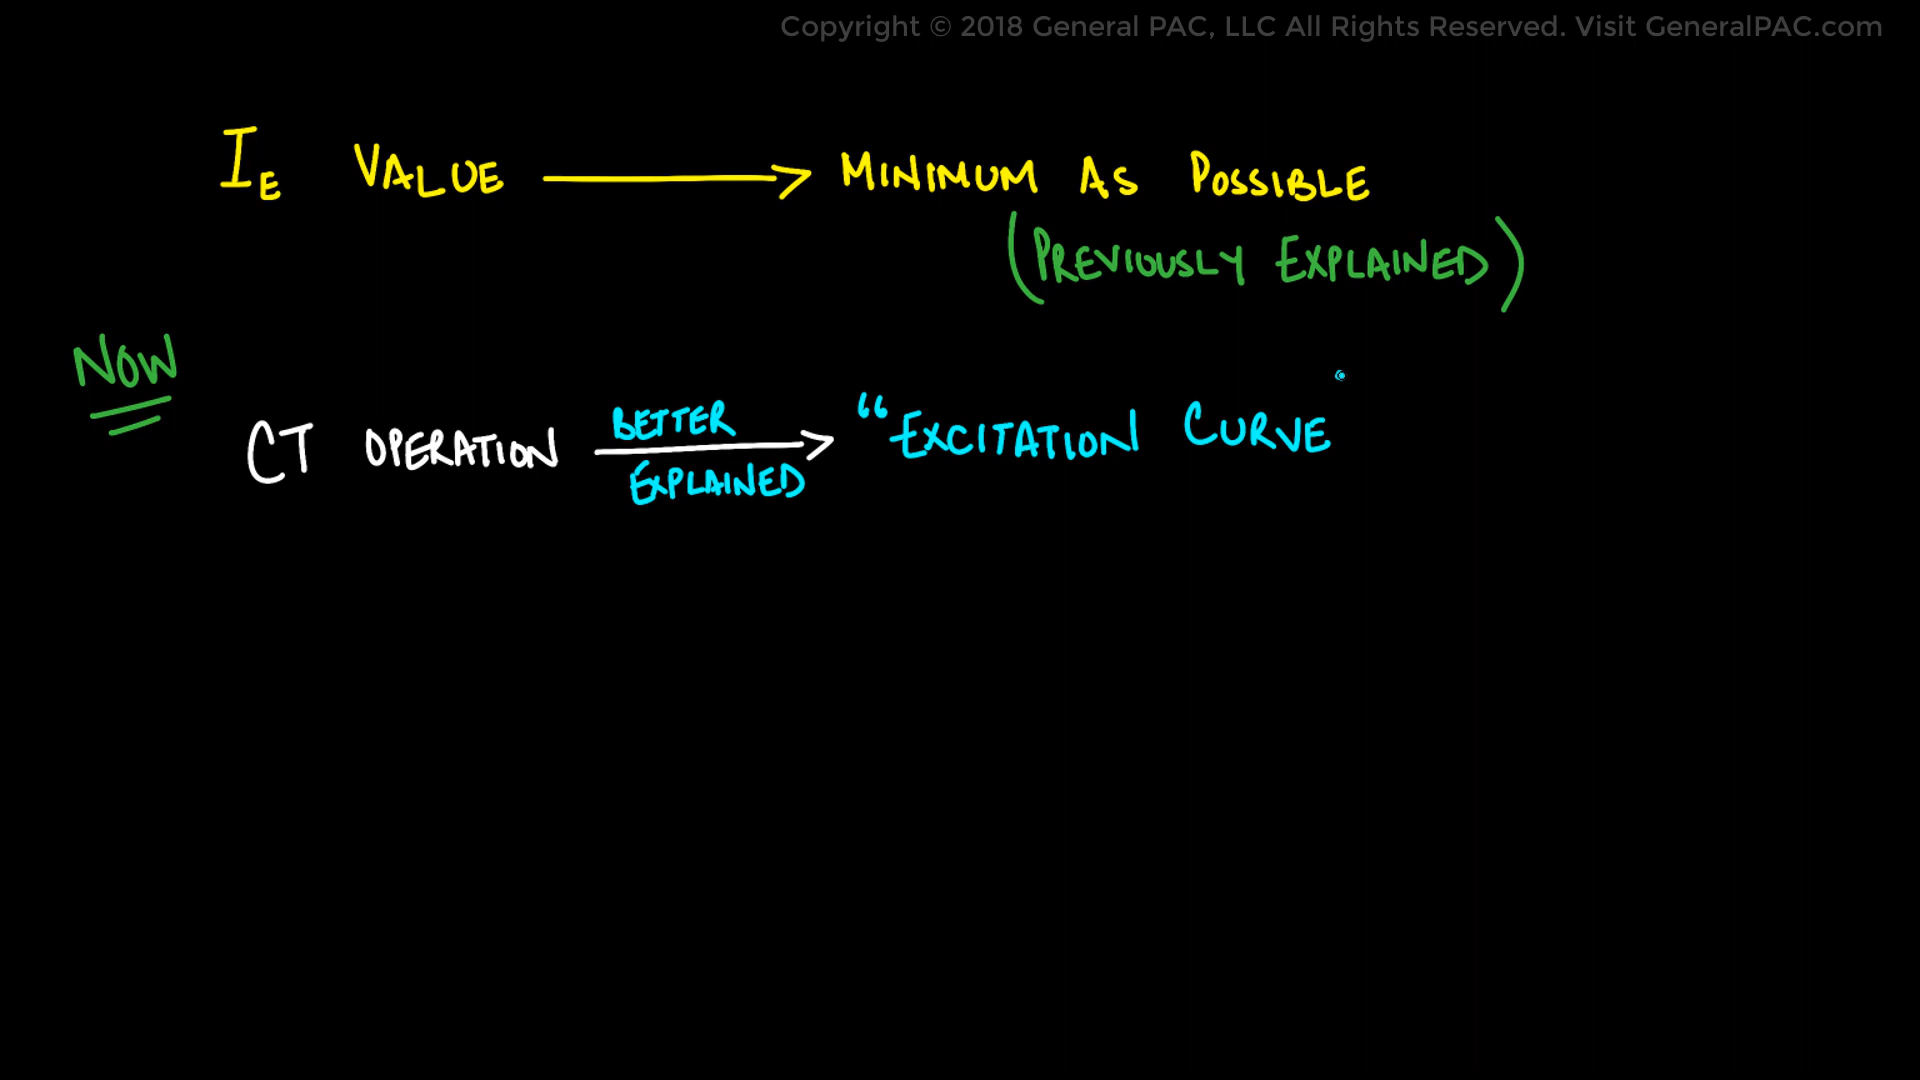 Copyright © 2018 General PAC, LLC All Rights Reserved. Visit GeneralPAC.com
IE VALUE → MINIMUM AS POSSIBLE
(PREVIOUSLY EXPLAINED)
NOW
CT OPERATION BETTER EXPLAINED → “EXCITATION CURVE